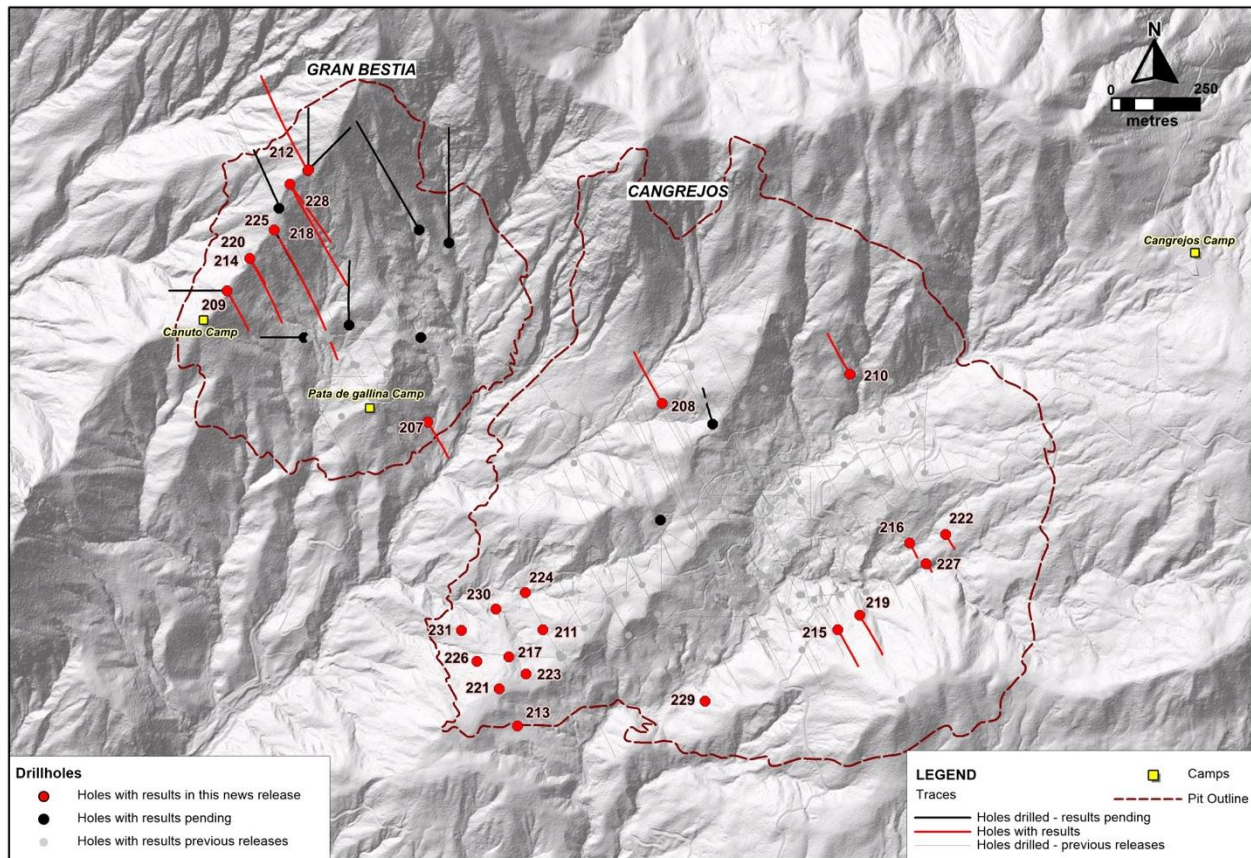 GRAN BESTIA
N
0
250
metres
212
CANGREJOS
228
225
218
Cangrejos Camp
220
214
209
Canuto Camp
210
Pata de gallina Camp
208
207
216
222
227
224
230
219
231
211
215
217
226
223
221
229
213
Drillholes
Holes with results in this news release
Holes with results pending
Holes with results previous releases
LEGEND
Camps
Traces
Pit Outline
Holes drilled - results pending
Holes with results
Holes drilled - previous releases